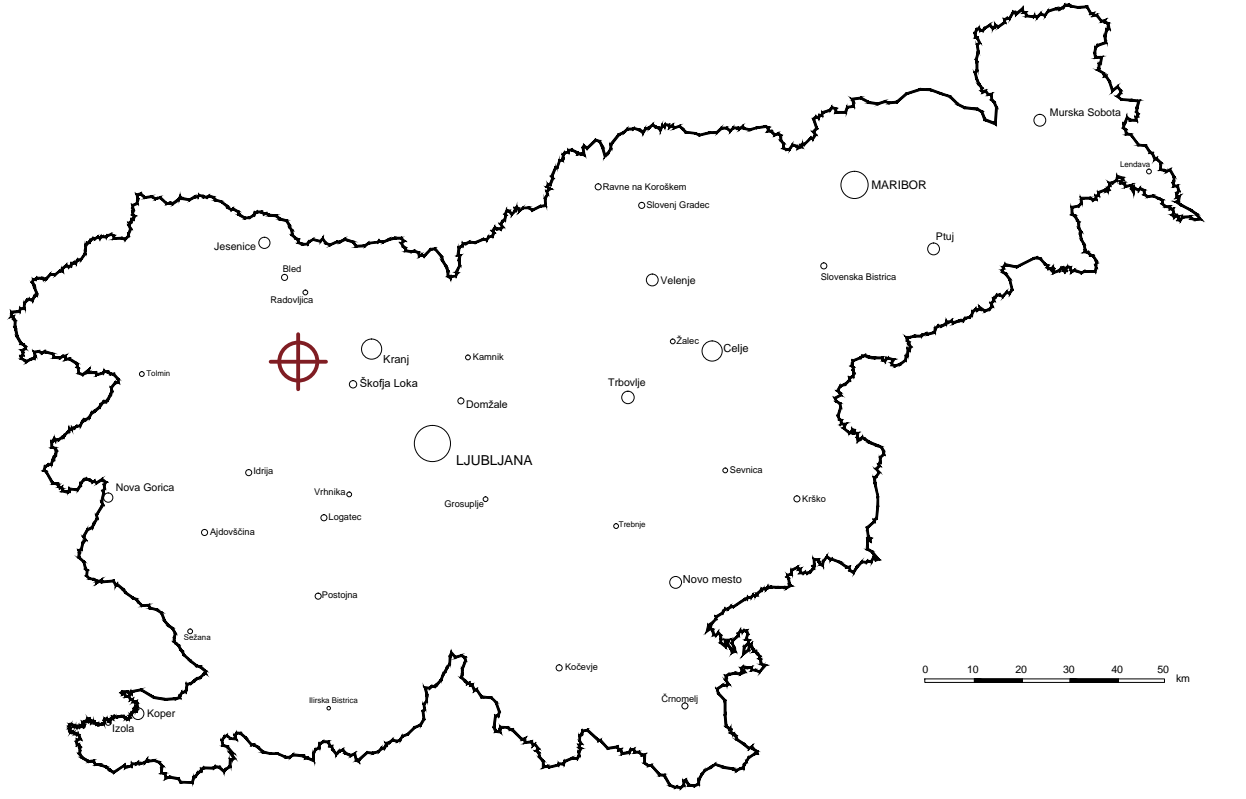 Murska Sobota
Lendava
Ravne na Koroškem
MARIBOR
Slovenj Gradec
Ptuj
Jesenice
Bled
Slovenska Bistrica
Velenje
Radovljica
Žalec
Celje
Kranj
Kamnik
Tolmin
Škofja Loka
Trbovlje
Domžale
LJUBLJANA
Idrija
Sevnica
Nova Gorica
Vrhnika
Grosuplje
Krško
Logatec
Trebnje
Ajdovščina
Novo mesto
Postojna
Sežana
Kočevje
0 10 20 30 40 50 km
Ilirska Bistrica
Črnomelj
Koper
Izola